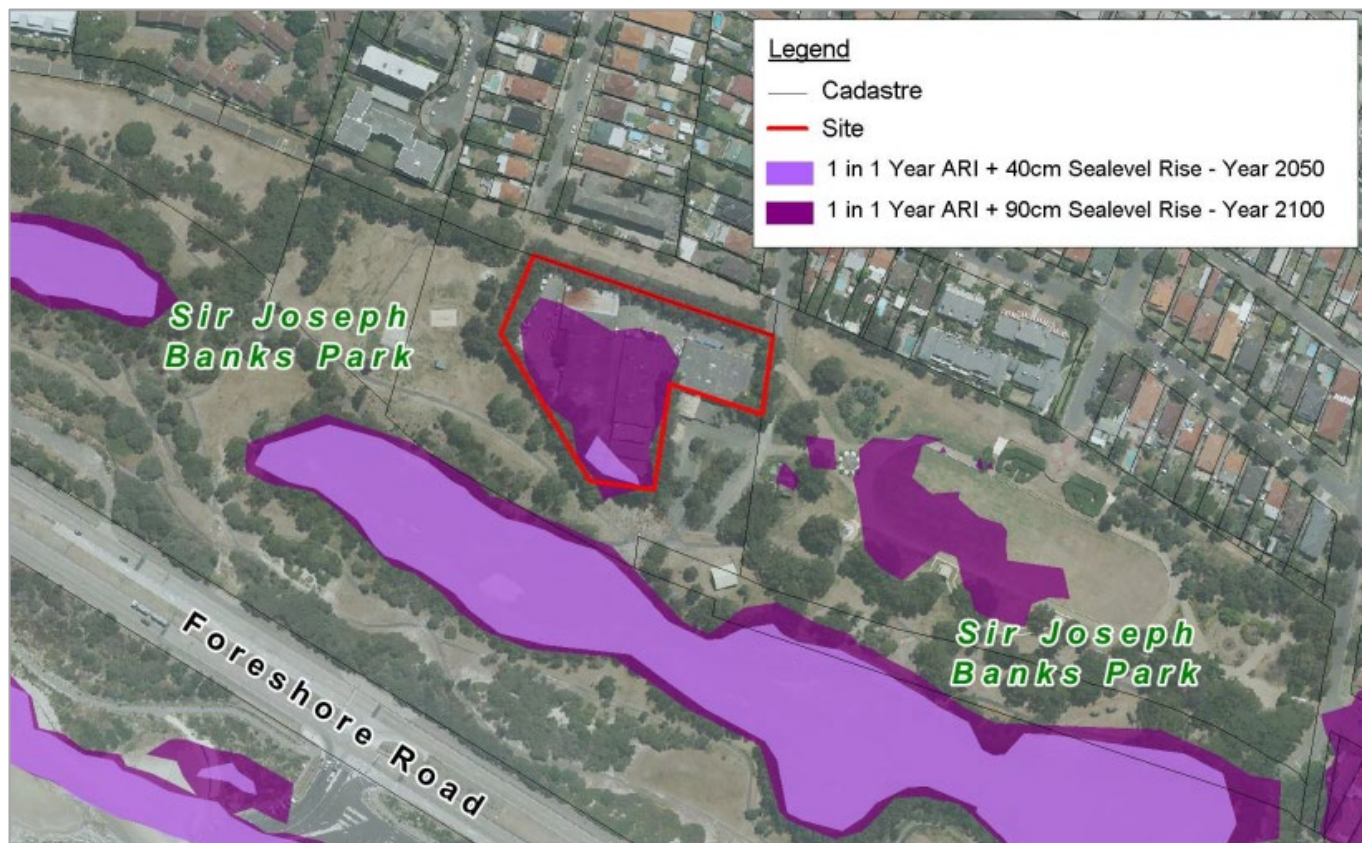 Legend
Cadastre
Site
1 in 1 Year ARI + 40cm Sealevel Rise - Year 2050
1 in 1 Year ARI + 90cm Sealevel Rise - Year 2100
Sir Joseph
Banks Park
Foreshore Road
Sir Joseph
Banks Park